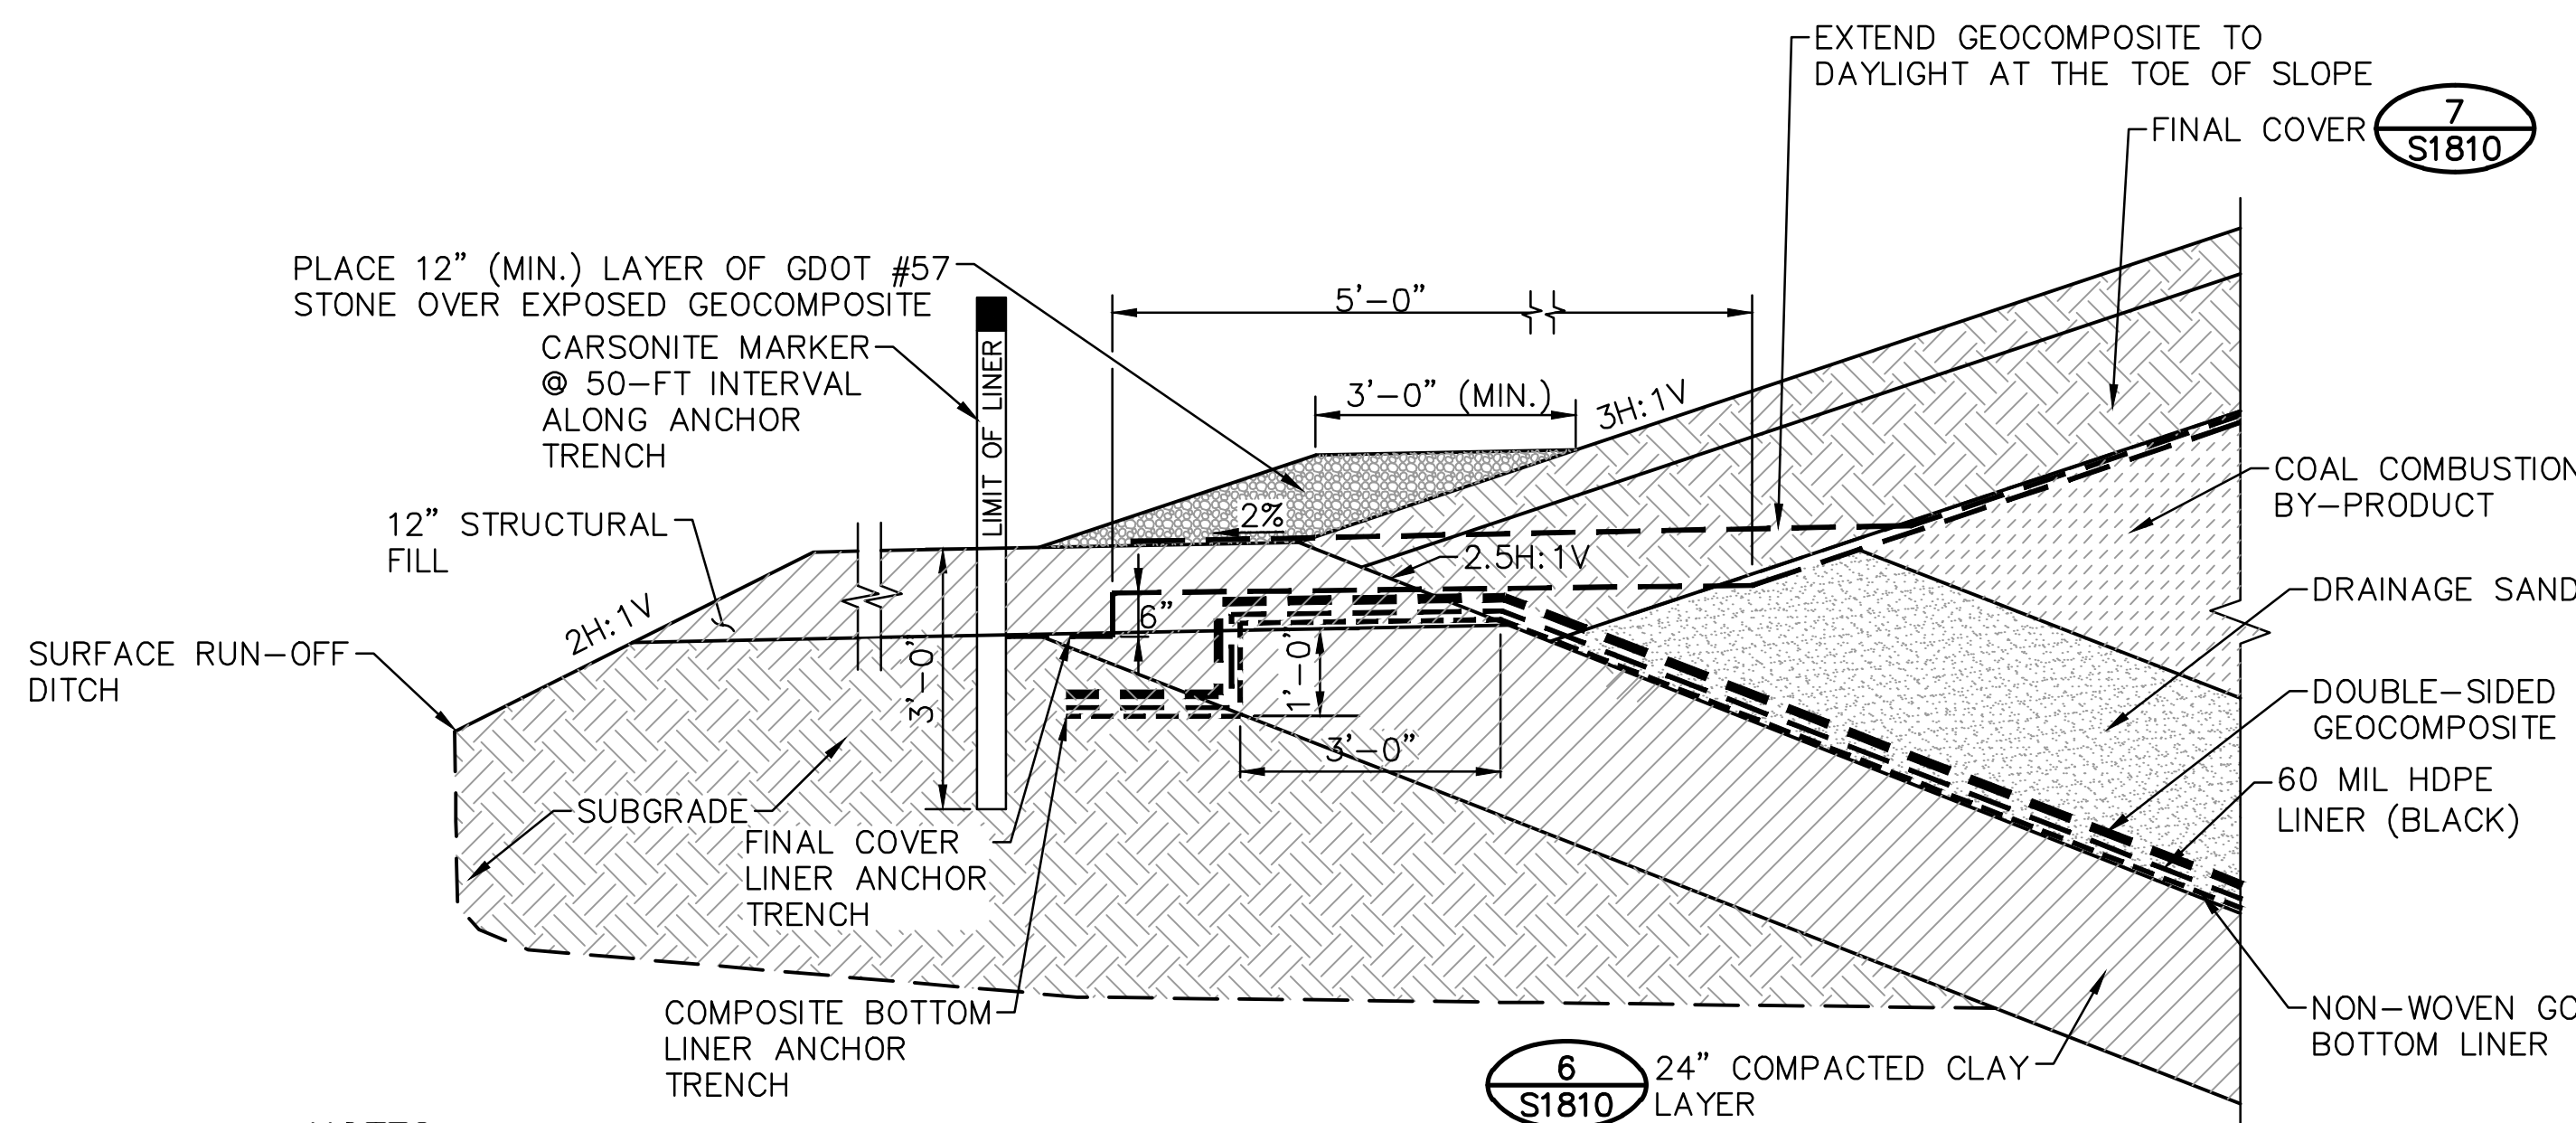 EXTEND GEOCOMPOSITE TO
DAYLIGHT AT THE TOE OF SLOPE
FINAL COVER
7
S1810
PLACE 12” (MIN.) LAYER OF GDOT #57
STONE OVER EXPOSED GEOCOMPOSITE
CARSONITE MARKER
@ 50-FT INTERVAL
ALONG ANCHOR
TRENCH
LIMIT OF LINER
5'-0”
3'-0” (MIN.)
3H:1V
COAL COMBUSTION
BY-PRODUCT
12” STRUCTURAL
FILL
2%
2.5H:1V
2H:1V
6”
3'-0”
1'-0”
3'-0”
DRAINAGE SAND
SURFACE RUN-OFF
DITCH
DOUBLE-SIDED
GEOCOMPOSITE
60 MIL HDPE
LINER (BLACK)
SUBGRADE
FINAL COVER
LINER ANCHOR
TRENCH
COMPOSITE BOTTOM
LINER ANCHOR
TRENCH
NON-WOVEN
BOTTOM LINER
6
S1810
24” COMPACTED CLAY
LAYER